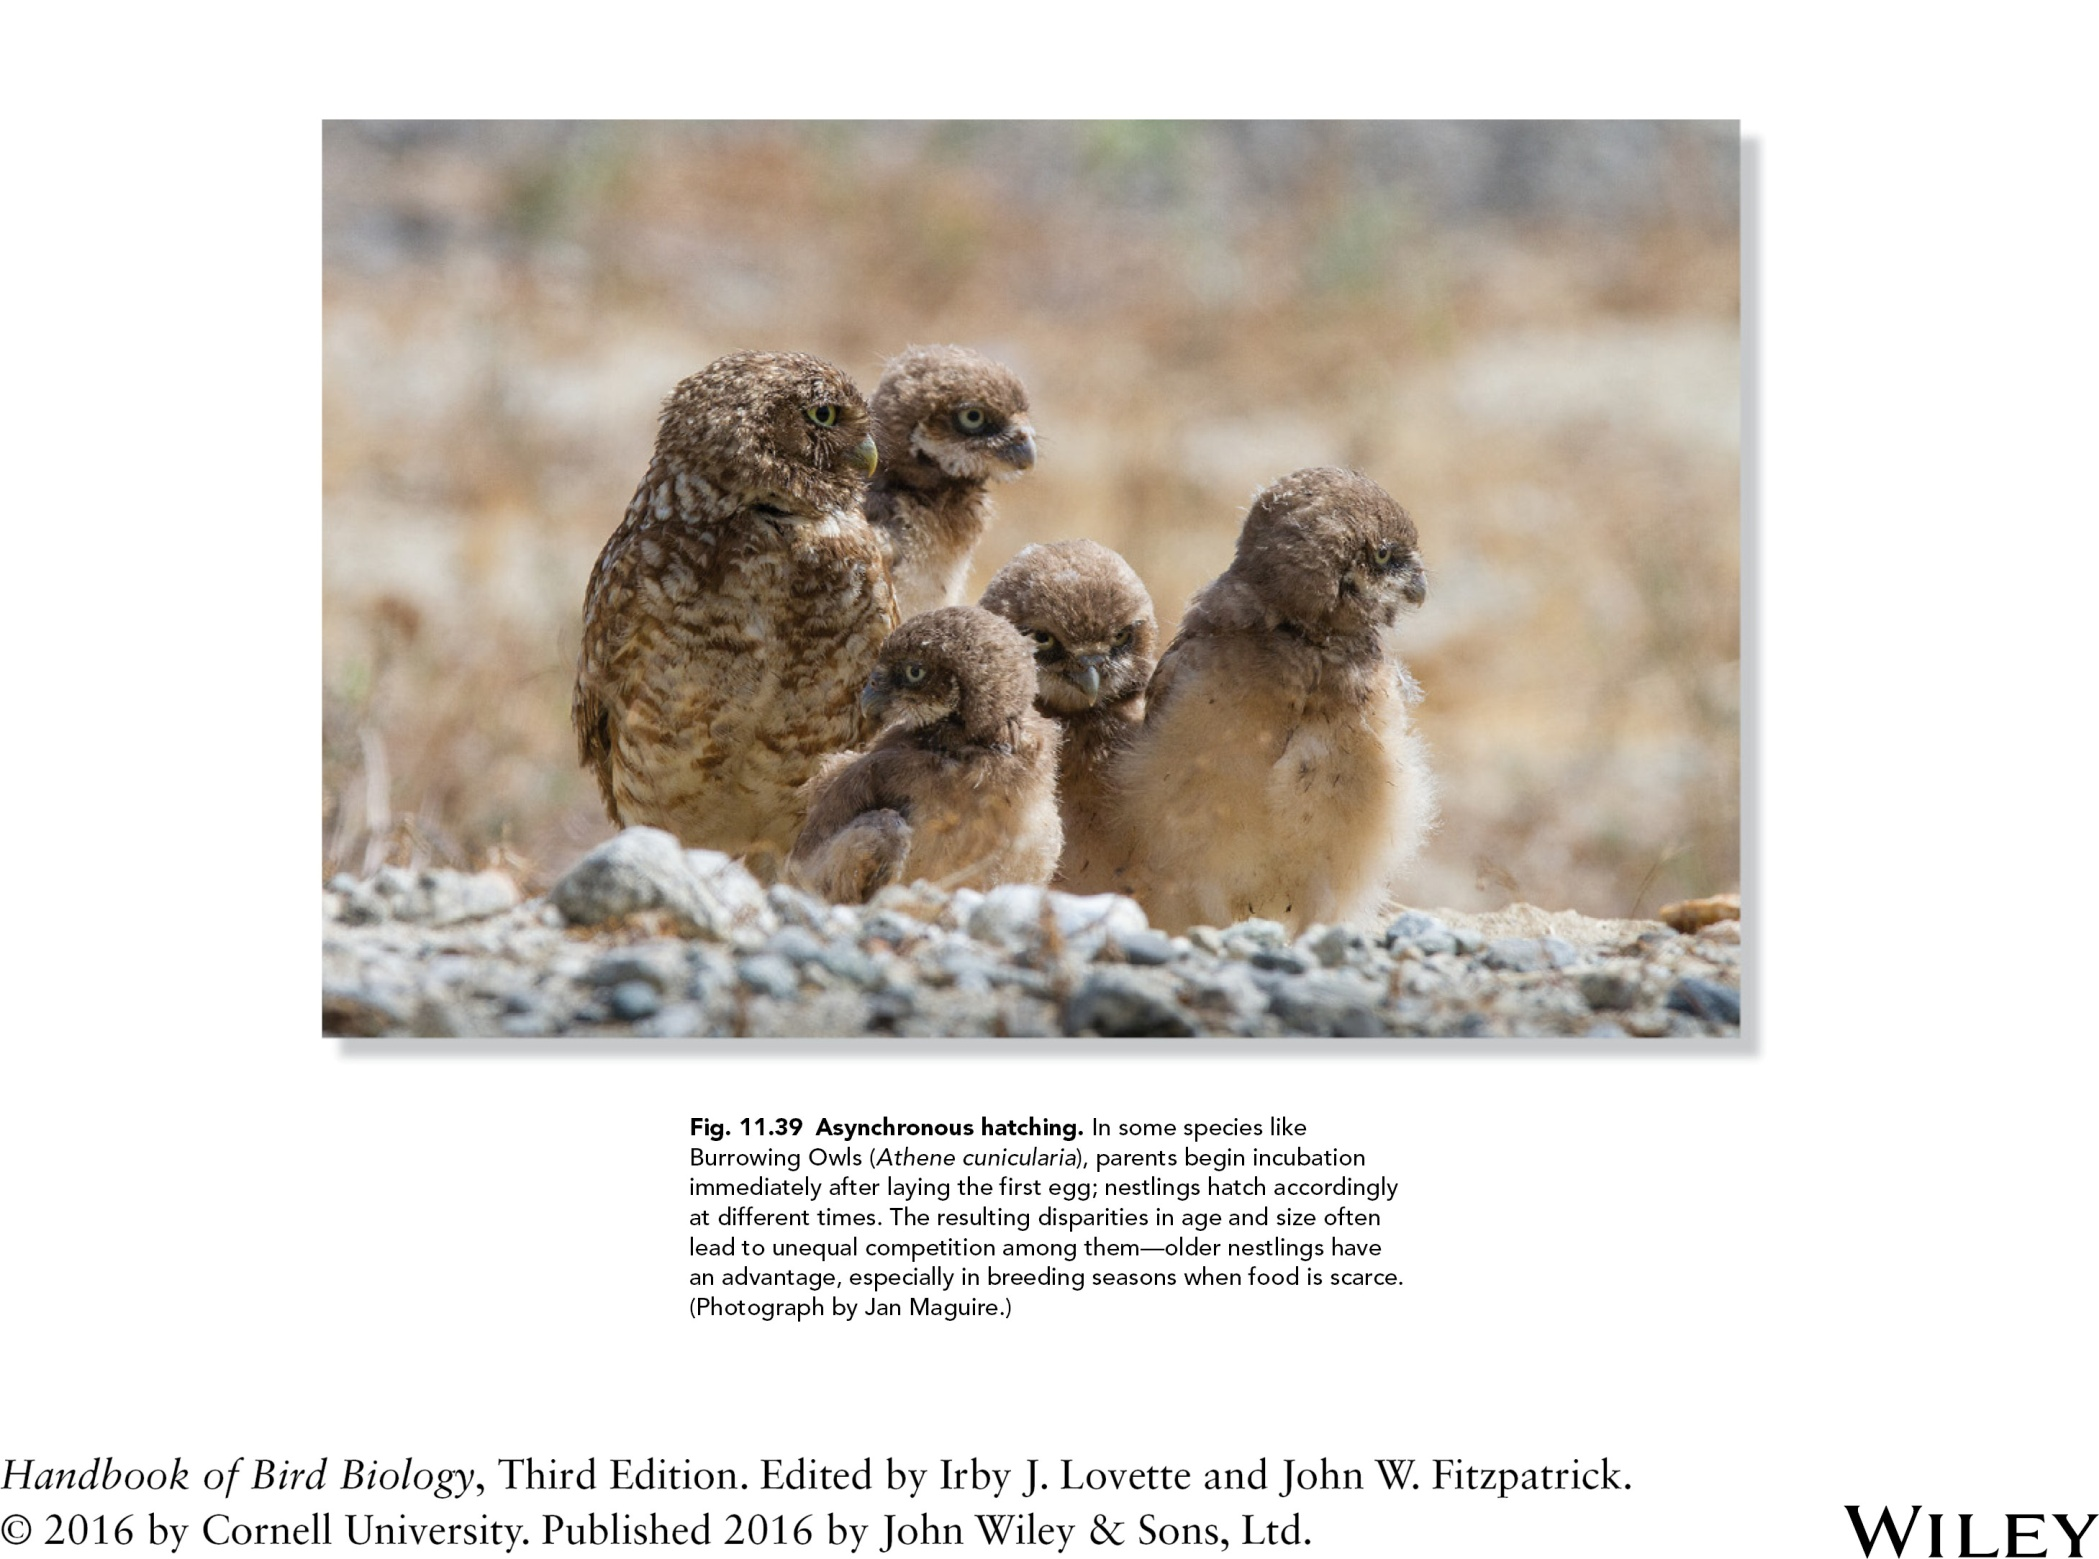 Fig. 11.39 Asynchronous hatching. In some species like
Burrowing Owls (Athene cunicularia), parents begin incubation
immediately after laying the first egg; nestlings hatch accordingly
at different times. The resulting disparities in age and size often
lead to unequal competition among them—older nestlings have
an advantage, especially in breeding seasons when food is scarce.
(Photograph by Jan Maguire.)
Handbook of Bird Biology, Third Edition. Edited by Irby J. Lovette and John W. Fitzpatrick.
© 2016 by Cornell University. Published 2016 by John Wiley & Sons, Ltd.
WILEY